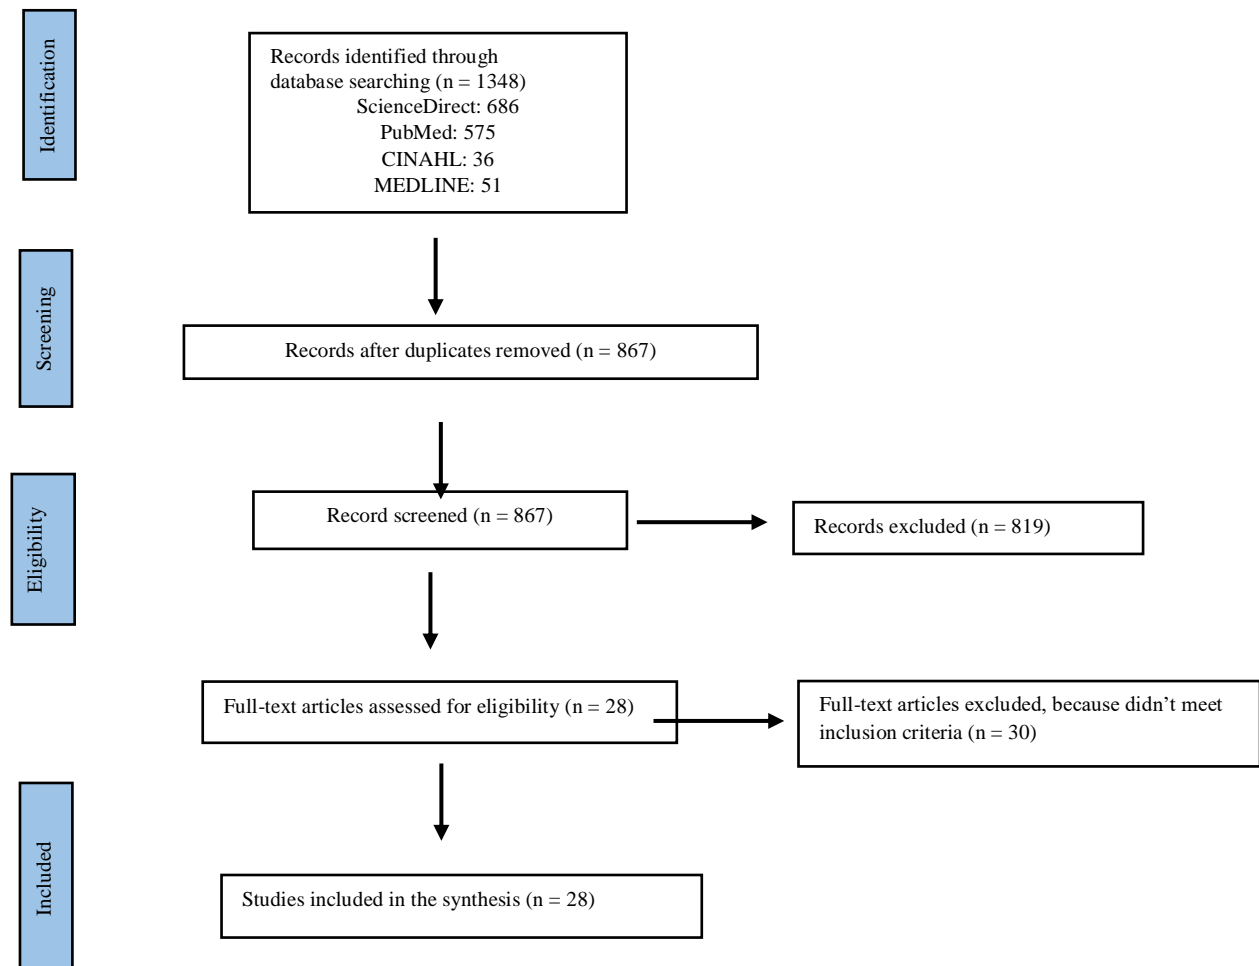 Identification
Records identified through
database searching (n = 1348)
ScienceDirect: 686
PubMed: 575
CINAHL: 36
MEDLINE: 51
Screening
Records after duplicates removed (n = 867)
Eligibility
Record screened (n = 867)
Records excluded (n = 819)
Full-text articles assessed for eligibility (n = 28)
Full-text articles excluded, because didn’t meet
inclusion criteria (n = 30)
Included
Studies included in the synthesis (n = 28)